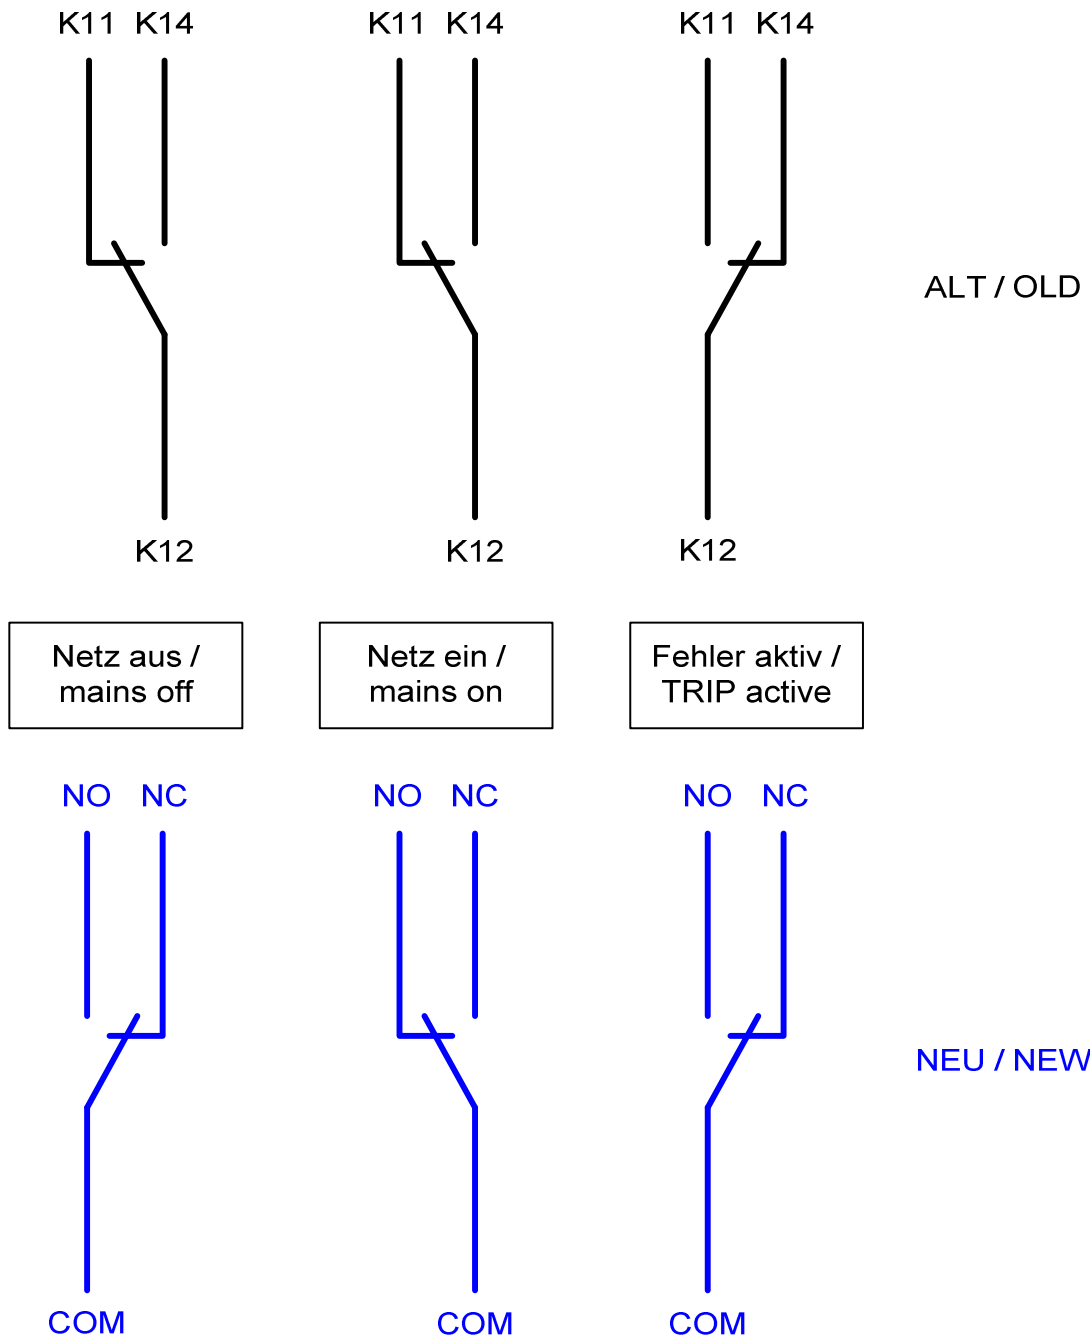 K11 K14 K11 K14 K11 K14
ALT / OLD
K12 K12 K12
Netz aus /
mains off
Netz ein /
mains on
Fehler aktiv /
TRIP active
NO NC NO NC NO NC
NEU / NEW
COM COM COM